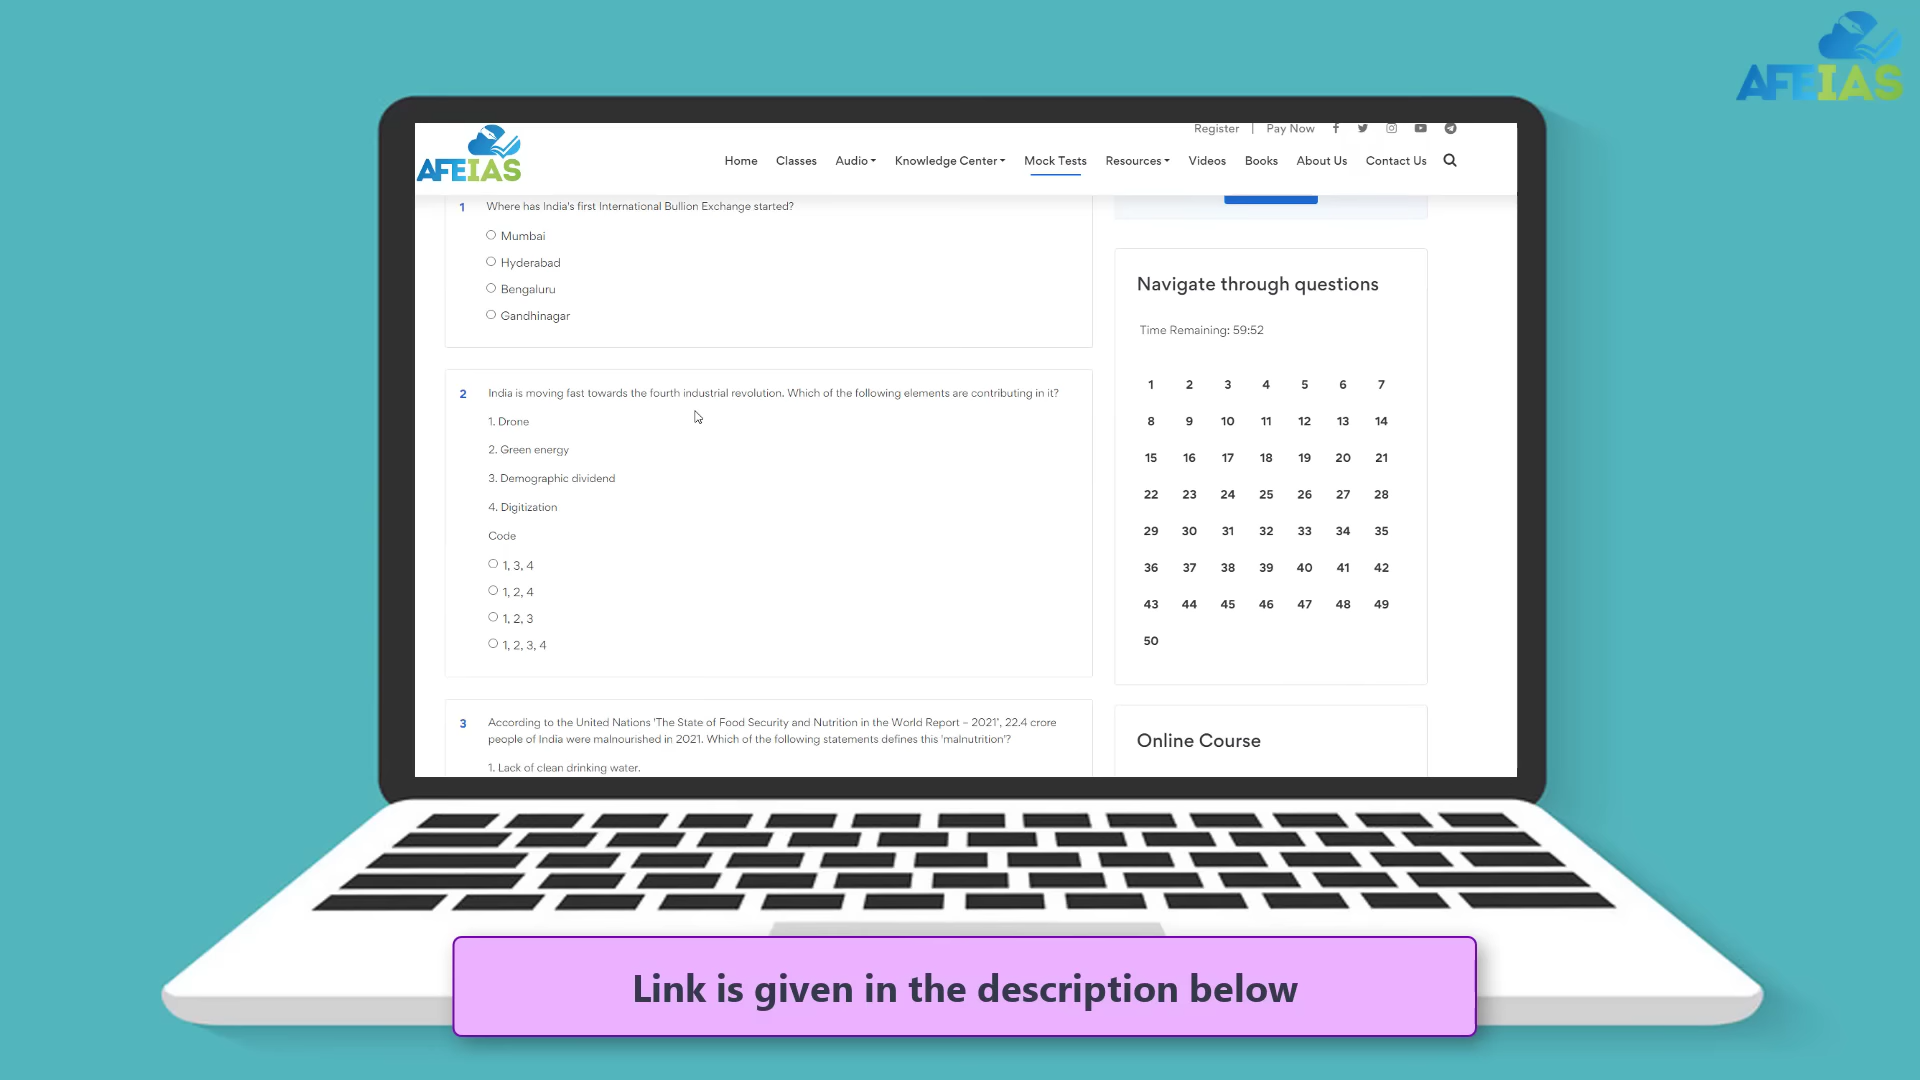 AFEIAS
Register | Pay Now
AFEIAS
Home Classes Audio Knowledge Center Mock Tests Resources Videos Books About Us Contact Us
1 Where has India's first International Bullion Exchange started?
Mumbai
Hyderabad
Bengaluru
Gandhinagar
2 India is moving fast towards the fourth industrial revolution. Which of the following elements are contributing in it?
1. Drone
2. Green energy
3. Demographic dividend
4. Digitization
Code
1, 3, 4
1, 2, 4
1, 2, 3
1, 2, 3, 4
3 According to the United Nations 'The State of Food Security and Nutrition in the World Report – 2021', 22.4 crore
people of India were malnourished in 2021. Which of the following statements defines this 'malnutrition'?
1. Lack of clean drinking water.
Navigate through questions
Time Remaining: 59:52
1 2 3 4 5 6 7
8 9 10 11 12 13 14
15 16 17 18 19 20 21
22 23 24 25 26 27 28
29 30 31 32 33 34 35
36 37 38 39 40 41 42
43 44 45 46 47 48 49
50
Online Course
Link is given in the description below